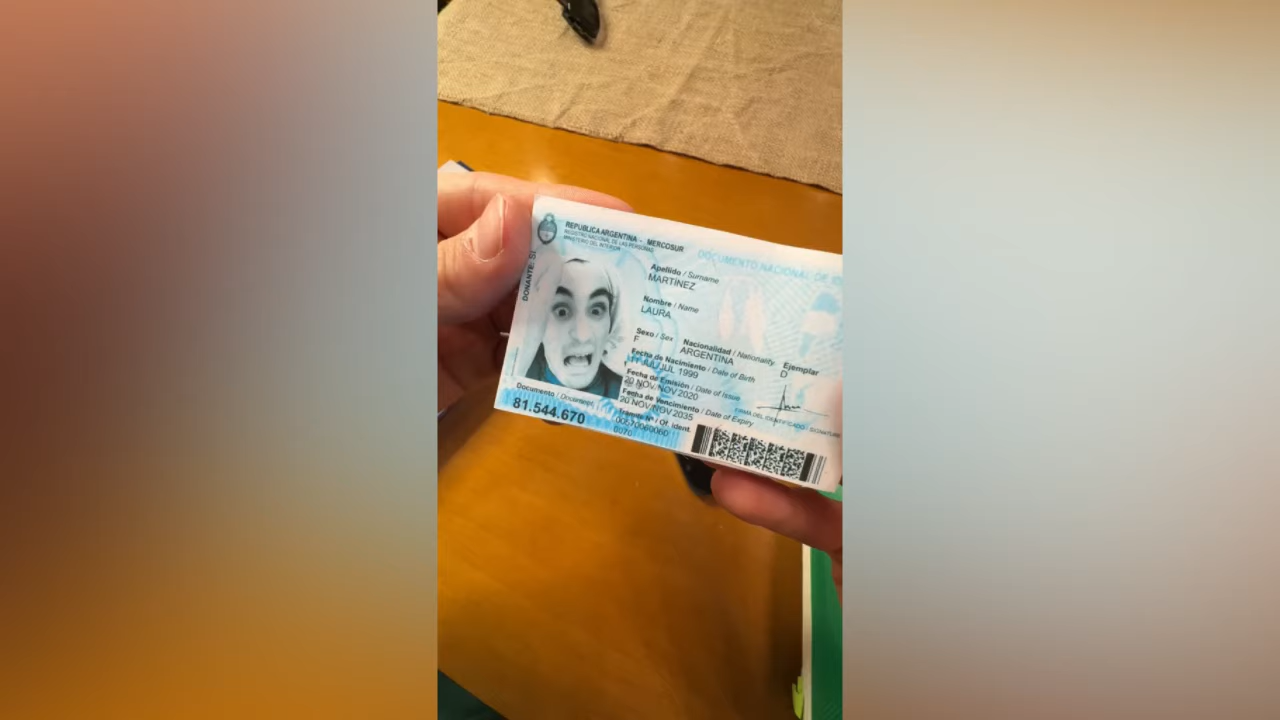 REPUBLICA ARGENTINA - MERCOSUR
REGISTRO NACIONAL DE LAS PERSONAS
MINISTERIO DEL INTERIOR
DOCUMENTO NACIONAL DE
DONANTE: SI
Apellido / Surname
MARTÍNEZ
Nombre / Name
LAURA
Sexo / Sex
F
Nacionalidad / Nationality
ARGENTINA
Ejemplar
D
Fecha de Nacimiento / Date of Birth
JUL/JUL 1999
Fecha de Emisión / Date of Issue
20 NOV/NOV 2020
Fecha de Vencimiento / Date of Expiry
20 NOV/NOV 2035
FIRMA DEL IDENTIFICADO / SIGNATURE
Documento / Document
81.544.670
Trámite N° / Of. Ident.